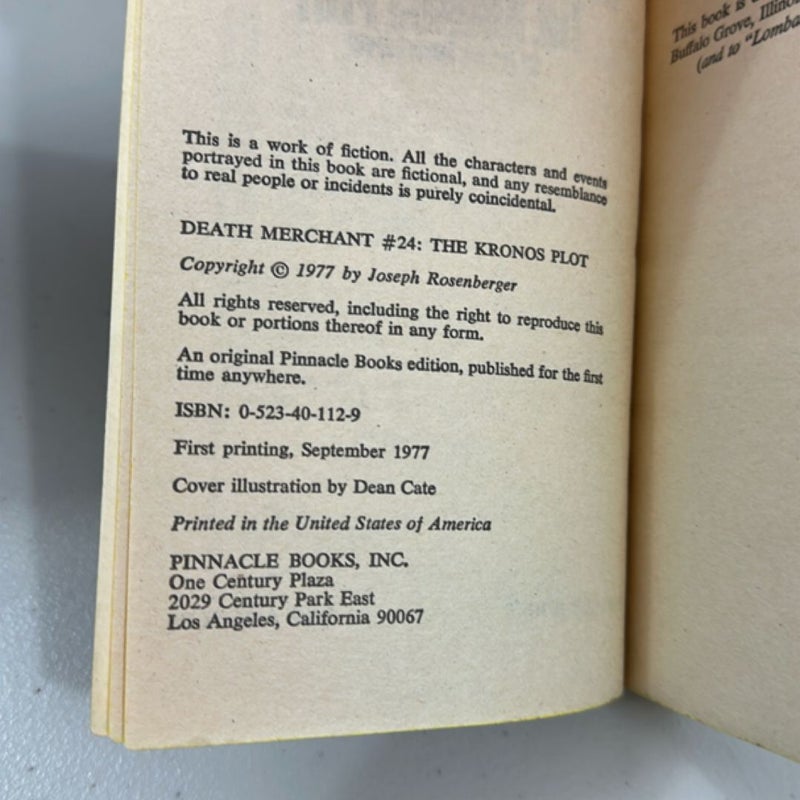 This is a work of fiction. All the characters and events
portrayed in this book are fictional, and any resemblance
to real people or incidents is purely coincidental.
DEATH MERCHANT #24: THE KRONOS PLOT
Copyright © 1977 by Joseph Rosenberger
All rights reserved, including the right to reproduce this
book or portions thereof in any form.
An original Pinnacle Books edition, published for the first
time anywhere.
ISBN: 0-523-40-112-9
First printing, September 1977
Cover illustration by Dean Cate
Printed in the United States of America
PINNACLE BOOKS, INC.
One Century Plaza
2029 Century Park East
Los Angeles, California 90067
This book is
Buffalo Grove, Illino
(and to "Lomba